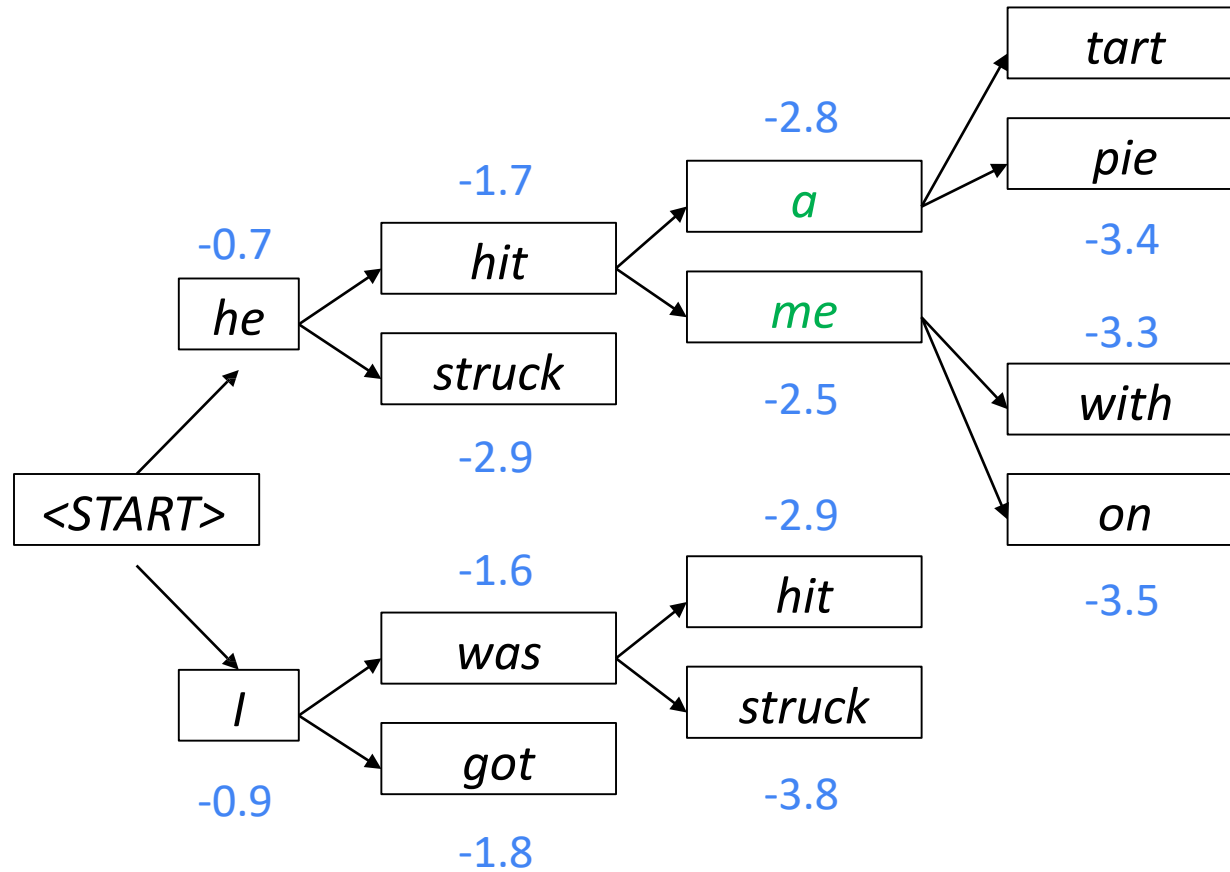 tart
-2.8
pie
-1.7
a
-0.7
hit
-3.4
he
me
-3.3
struck
-2.5
with
-2.9
<START>
-2.9
on
-1.6
hit
-3.5
was
I
struck
got
-0.9
-3.8
-1.8